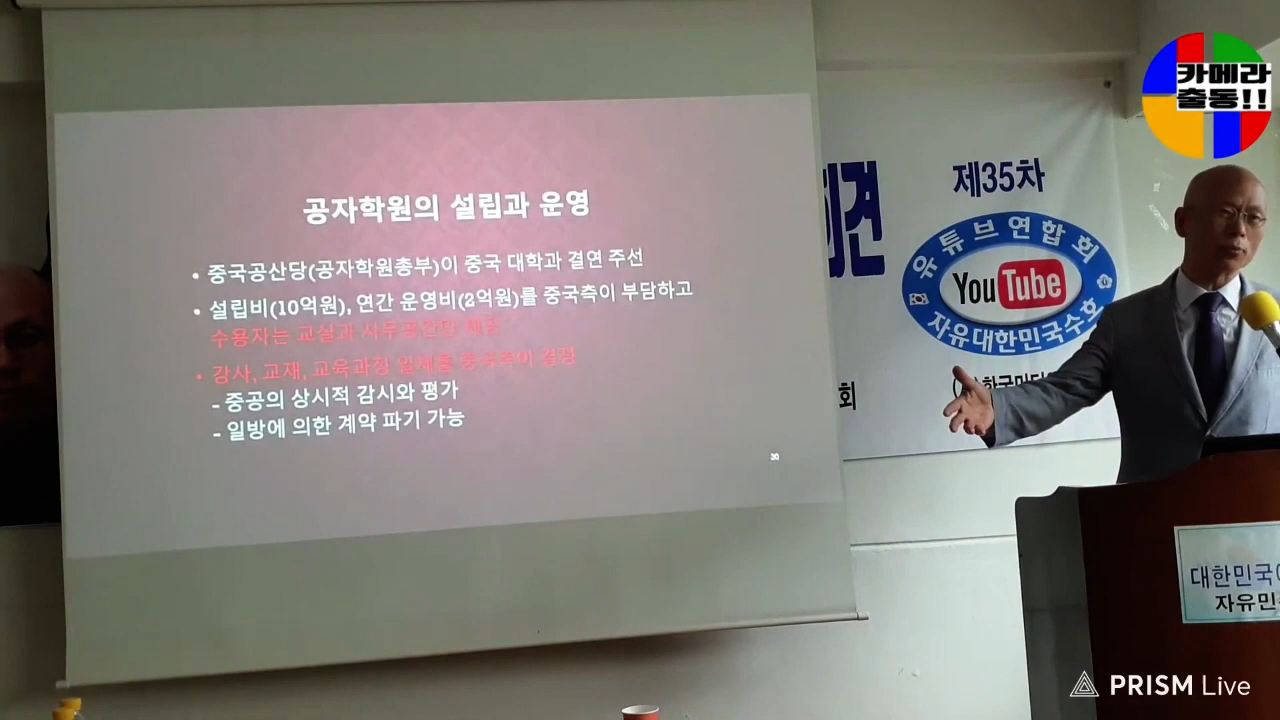 공자학원의 설립과 운영
• 중국공산당(공자학원총부)이 중국 대학과 결연 주선
• 설립비(10억원), 연간 운영비(2억원)를 중국측이 부담하고
수용자는 교실과 사무공간만 제공
• 강사, 교재, 교육과정 일체를 중국측이 결정
- 중공의 상시적 감시와 평가
- 일방에 의한 계약 파기 가능
30
회견
제35차
유튜브연합회
YouTube
자유대한민국수호
회
카메라
출동!!
대한민국
자유민
PRISM Live